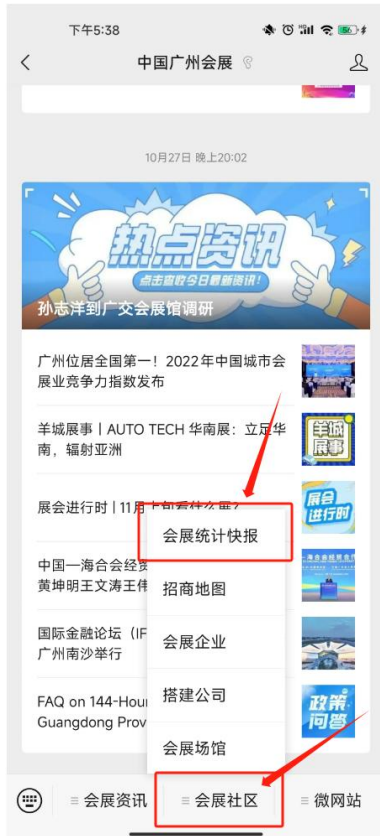 下午5:38
中国广州会展
10月27日 晚上20:02
热点资讯
点击查收今日最新资讯!
孙志洋到广交会展馆调研
广州位居全国第一！2022年中国城市会
展业竞争力指数发布
羊城展事丨AUTO TECH 华南展：立足华
南，辐射亚洲
羊城
展事
展会进行时丨11月上旬看什么展?
展会
进行时
中国—海合会经贸
黄坤明王文涛王伟
国际金融论坛（IF
广州南沙举行
FAQ on 144-Hour
Guangdong Prov
政策
问答
会展统计快报
招商地图
会展企业
搭建公司
会展场馆
会展资讯
会展社区
微网站